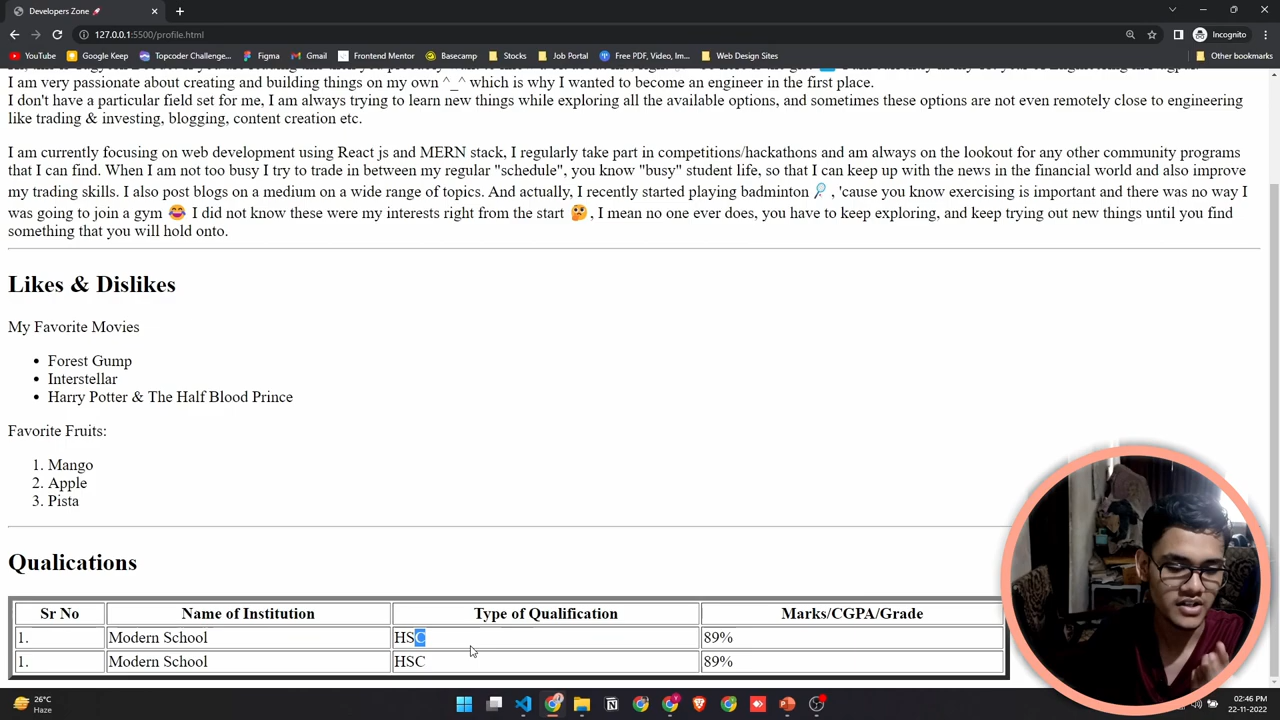 Developers Zone 🚀
Incognito
127.0.0.1:5500/profile.html
YouTube
Google Keep
Topcoder Challenge...
Figma
Gmail
Frontend Mentor
Basecamp
Stocks
Job Portal
Free PDF, Video, Im...
Web Design Sites
Other bookmarks
I am very passionate about creating and building things on my own ^_^ which is why I wanted to become an engineer in the first place.
I don't have a particular field set for me, I am always trying to learn new things while exploring all the available options, and sometimes these options are not even remotely close to engineering
like trading & investing, blogging, content creation etc.
I am currently focusing on web development using React js and MERN stack, I regularly take part in competitions/hackathons and am always on the lookout for any other community programs
that I can find. When I am not too busy I try to trade in between my regular "schedule", you know "busy" student life, so that I can keep up with the news in the financial world and also improve
my trading skills. I also post blogs on a medium on a wide range of topics. And actually, I recently started playing badminton 🏸 , 'cause you know exercising is important and there was no way I
was going to join a gym 😂 I did not know these were my interests right from the start 🤔, I mean no one ever does, you have to keep exploring, and keep trying out new things until you find
something that you will hold onto.
Likes & Dislikes
My Favorite Movies
• Forest Gump
• Interstellar
• Harry Potter & The Half Blood Prince
Favorite Fruits:
1. Mango
2. Apple
3. Pista
Qualications
Sr No Name of Institution Type of Qualification Marks/CGPA/Grade
1. Modern School HSC 89%
1. Modern School HSC 89%
26°C
Haze
02:46 PM
22-11-2022